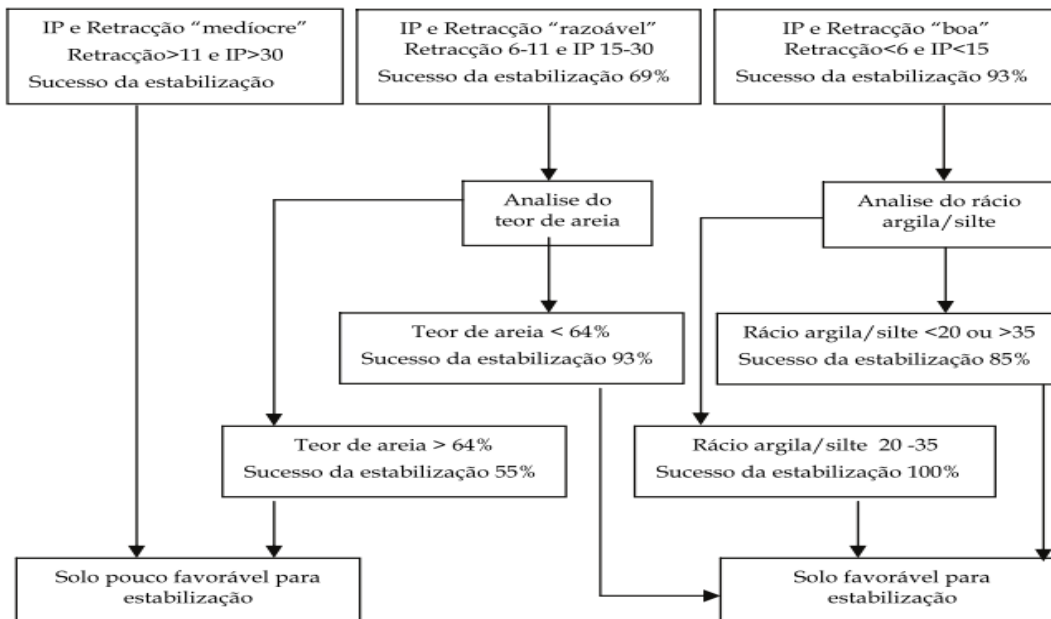 IP e Retracção “medíocre”
Retracção>11 e IP>30
Sucesso da estabilização
IP e Retracção “razoável”
Retracção 6-11 e IP 15-30
Sucesso da estabilização 69%
IP e Retracção “boa”
Retracção<6 e IP<15
Sucesso da estabilização 93%
Analise do
teor de areia
Analise do rácio
argila/silte
Teor de areia < 64%
Sucesso da estabilização 93%
Rácio argila/silte <20 ou >35
Sucesso da estabilização 85%
Teor de areia > 64%
Sucesso da estabilização 55%
Rácio argila/silte 20 -35
Sucesso da estabilização 100%
Solo pouco favorável para
estabilização
Solo favorável para
estabilização